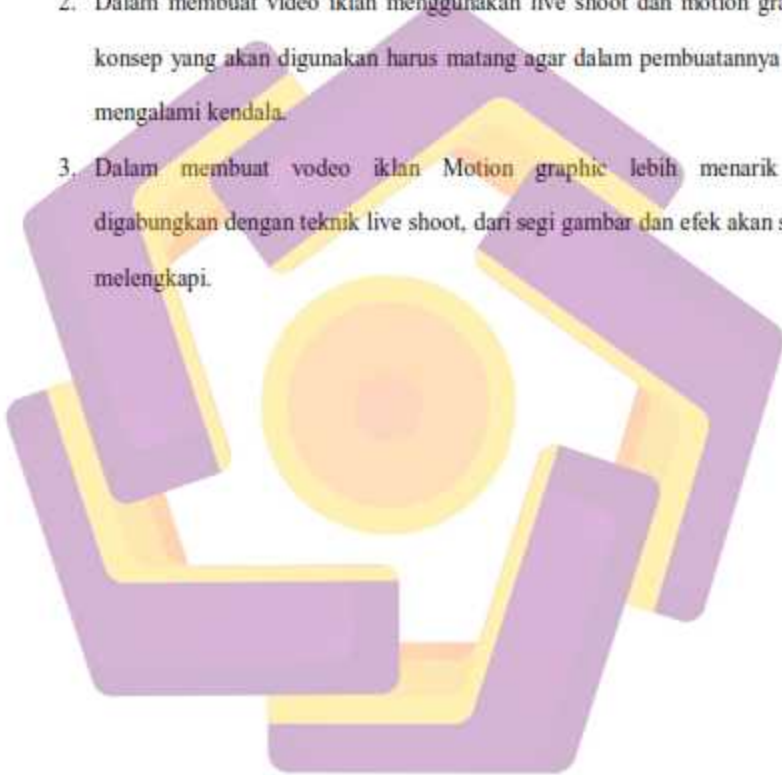 2. Dalam membuat video iklan menggunakan live shoot dan motion gra
konsep yang akan digunakan harus matang agar dalam pembuatannya
mengalami kendala.
3. Dalam membuat vodeo iklan Motion graphic lebih menarik
digabungkan dengan teknik live shoot, dari segi gambar dan efek akan s
melengkapi.